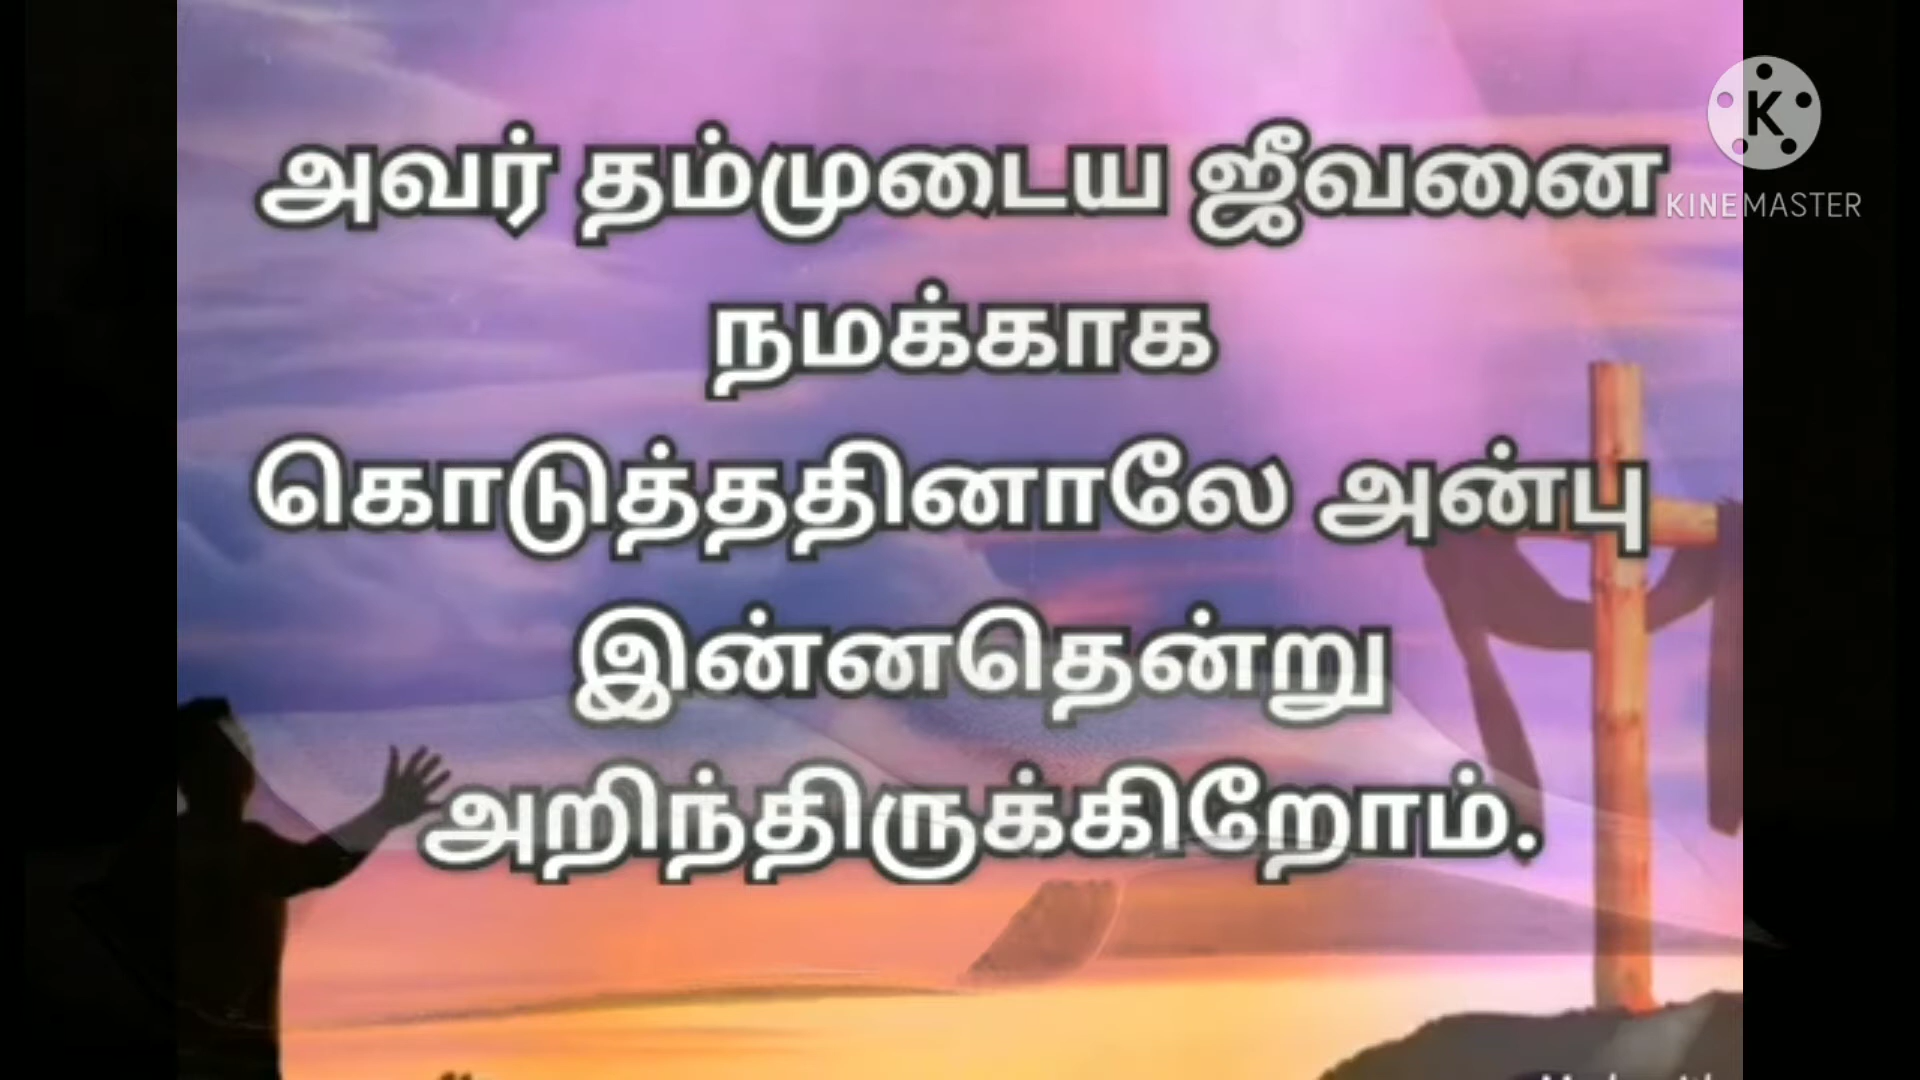 அவர் தம்முடைய ஜீவனை
நமக்காக
கொடுத்ததினாலே அன்பு
இன்னதென்று
அறிந்திருக்கிறோம்.
K
KINEMASTER